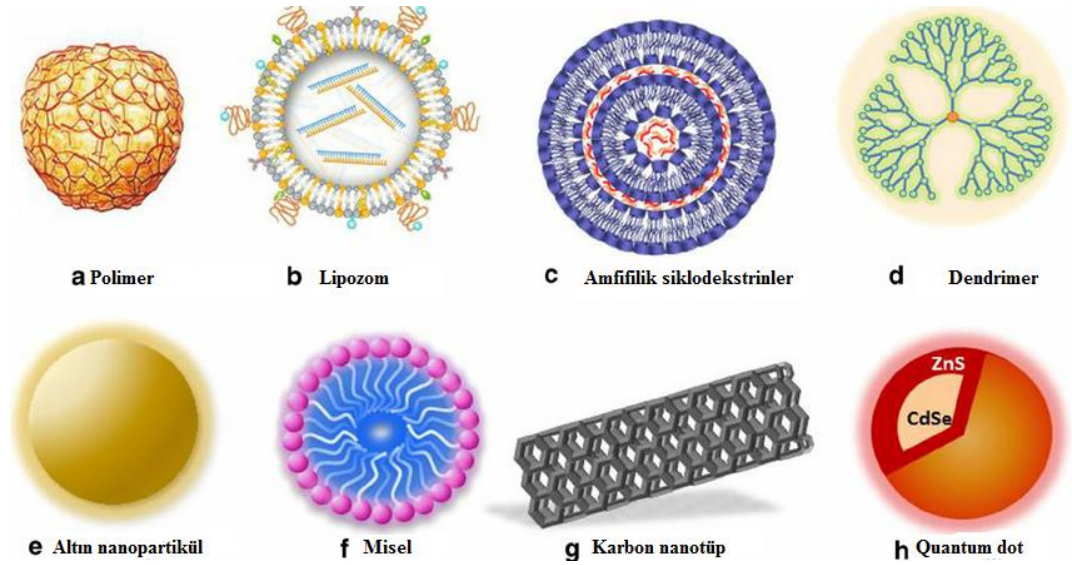 a Polimer
b Lipozom
c Amfifilik siklodekstrinler
d Dendrimer
ZnS
CdSe
e Altın nanopartikül
f Misel
g Karbon nanotüp
h Quantum dot